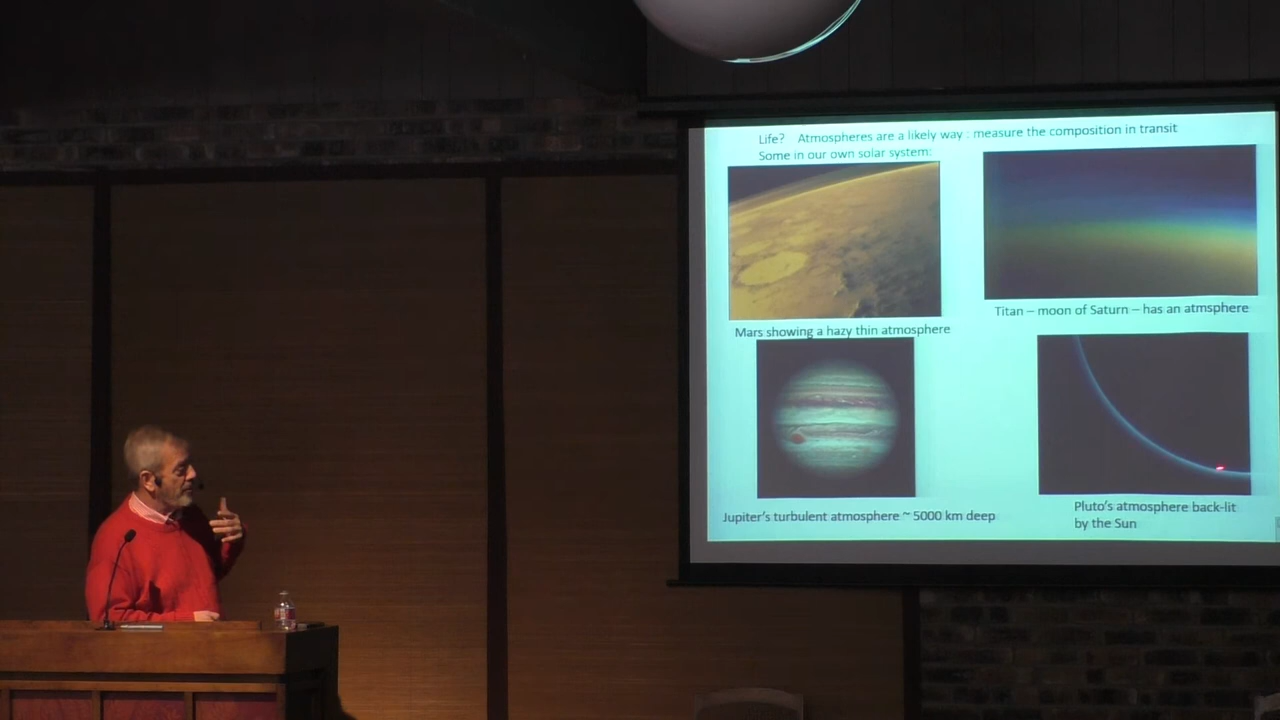 Life? Atmospheres are a likely way : measure the composition in transit
Some in our own solar system:
Mars showing a hazy thin atmosphere
Titan – moon of Saturn – has an atmsphere
Jupiter's turbulent atmosphere ~ 5000 km deep
Pluto's atmosphere back-lit
by the Sun